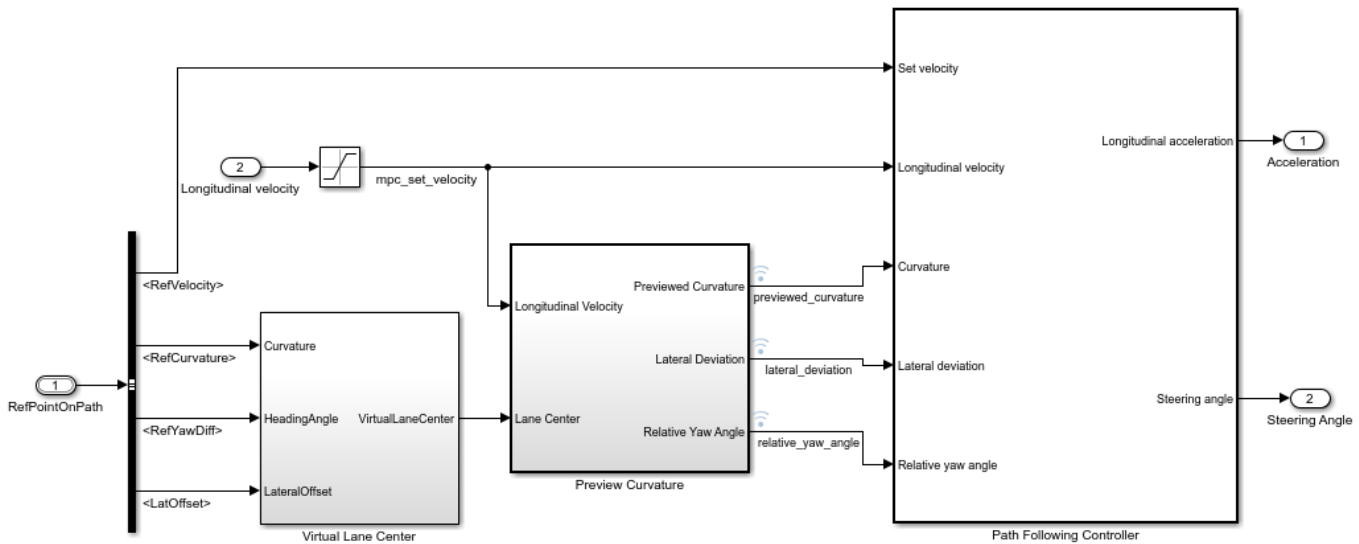 Set velocity
Longitudinal acceleration
1
Acceleration
2
Longitudinal velocity
mpc_set_velocity
Longitudinal velocity
<RefVelocity>
Previewed Curvature
previewed_curvature
Curvature
Longitudinal Velocity
Curvature
<RefCurvature>
Lateral Deviation
lateral_deviation
Lateral deviation
1
RefPointOnPath
HeadingAngle
VirtualLaneCenter
Lane Center
<RefYawDiff>
Relative Yaw Angle
relative_yaw_angle
Relative yaw angle
Steering angle
2
Steering Angle
LateralOffset
<LatOffset>
Preview Curvature
Virtual Lane Center
Path Following Controller